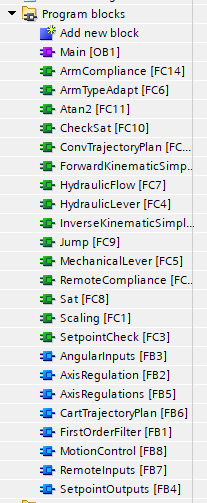 Program blocks
Add new block
Main [OB1]
ArmCompliance [FC14]
ArmTypeAdapt [FC6]
Atan2 [FC11]
CheckSat [FC10]
ConvTrajectoryPlan [FC...
ForwardKinematicSimp...
HydraulicFlow [FC7]
HydraulicLever [FC4]
InverseKinematicSimpl...
Jump [FC9]
MechanicalLever [FC5]
RemoteCompliance [FC...
Sat [FC8]
Scaling [FC1]
SetpointCheck [FC3]
AngularInputs [FB3]
AxisRegulation [FB2]
AxisRegulations [FB5]
CartTrajectoryPlan [FB6]
FirstOrderFilter [FB1]
MotionControl [FB8]
RemoteInputs [FB7]
SetpointOutputs [FB4]